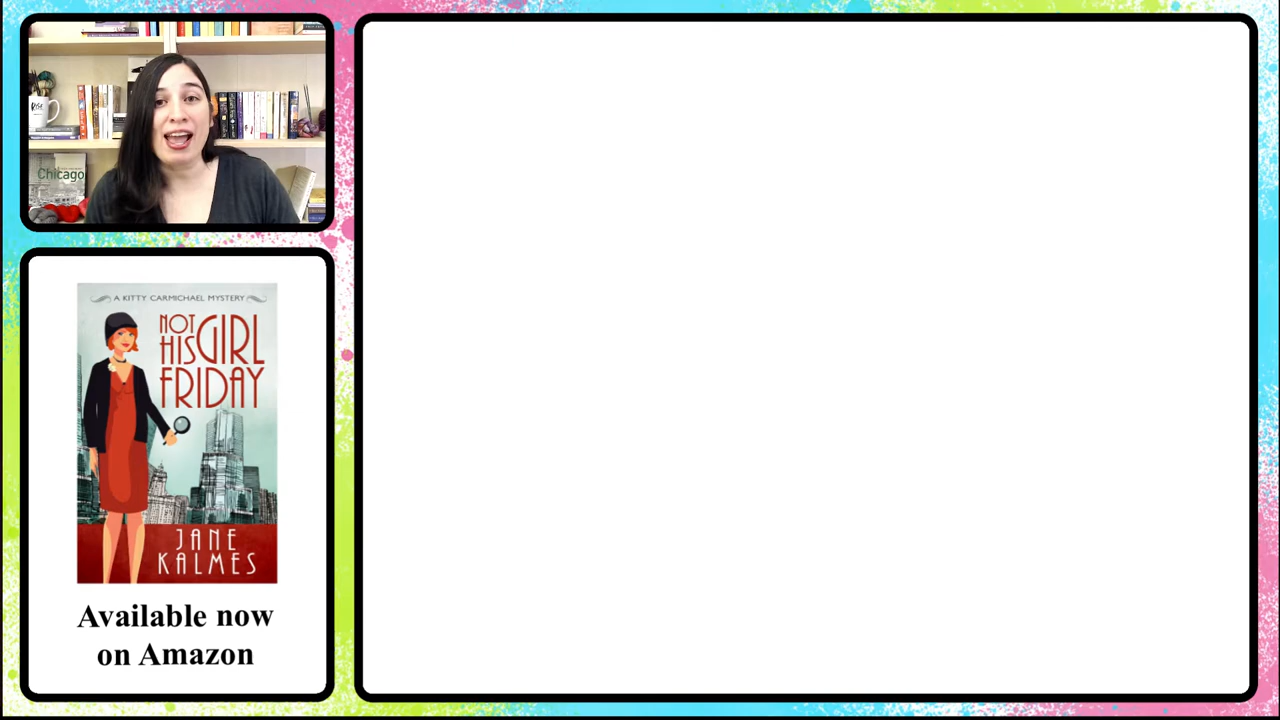 Chicago
A KITTY CARMICHAEL MYSTERY
NOT
HIS GIRL
FRIDAY
JANE
KALMES
Available now
on Amazon